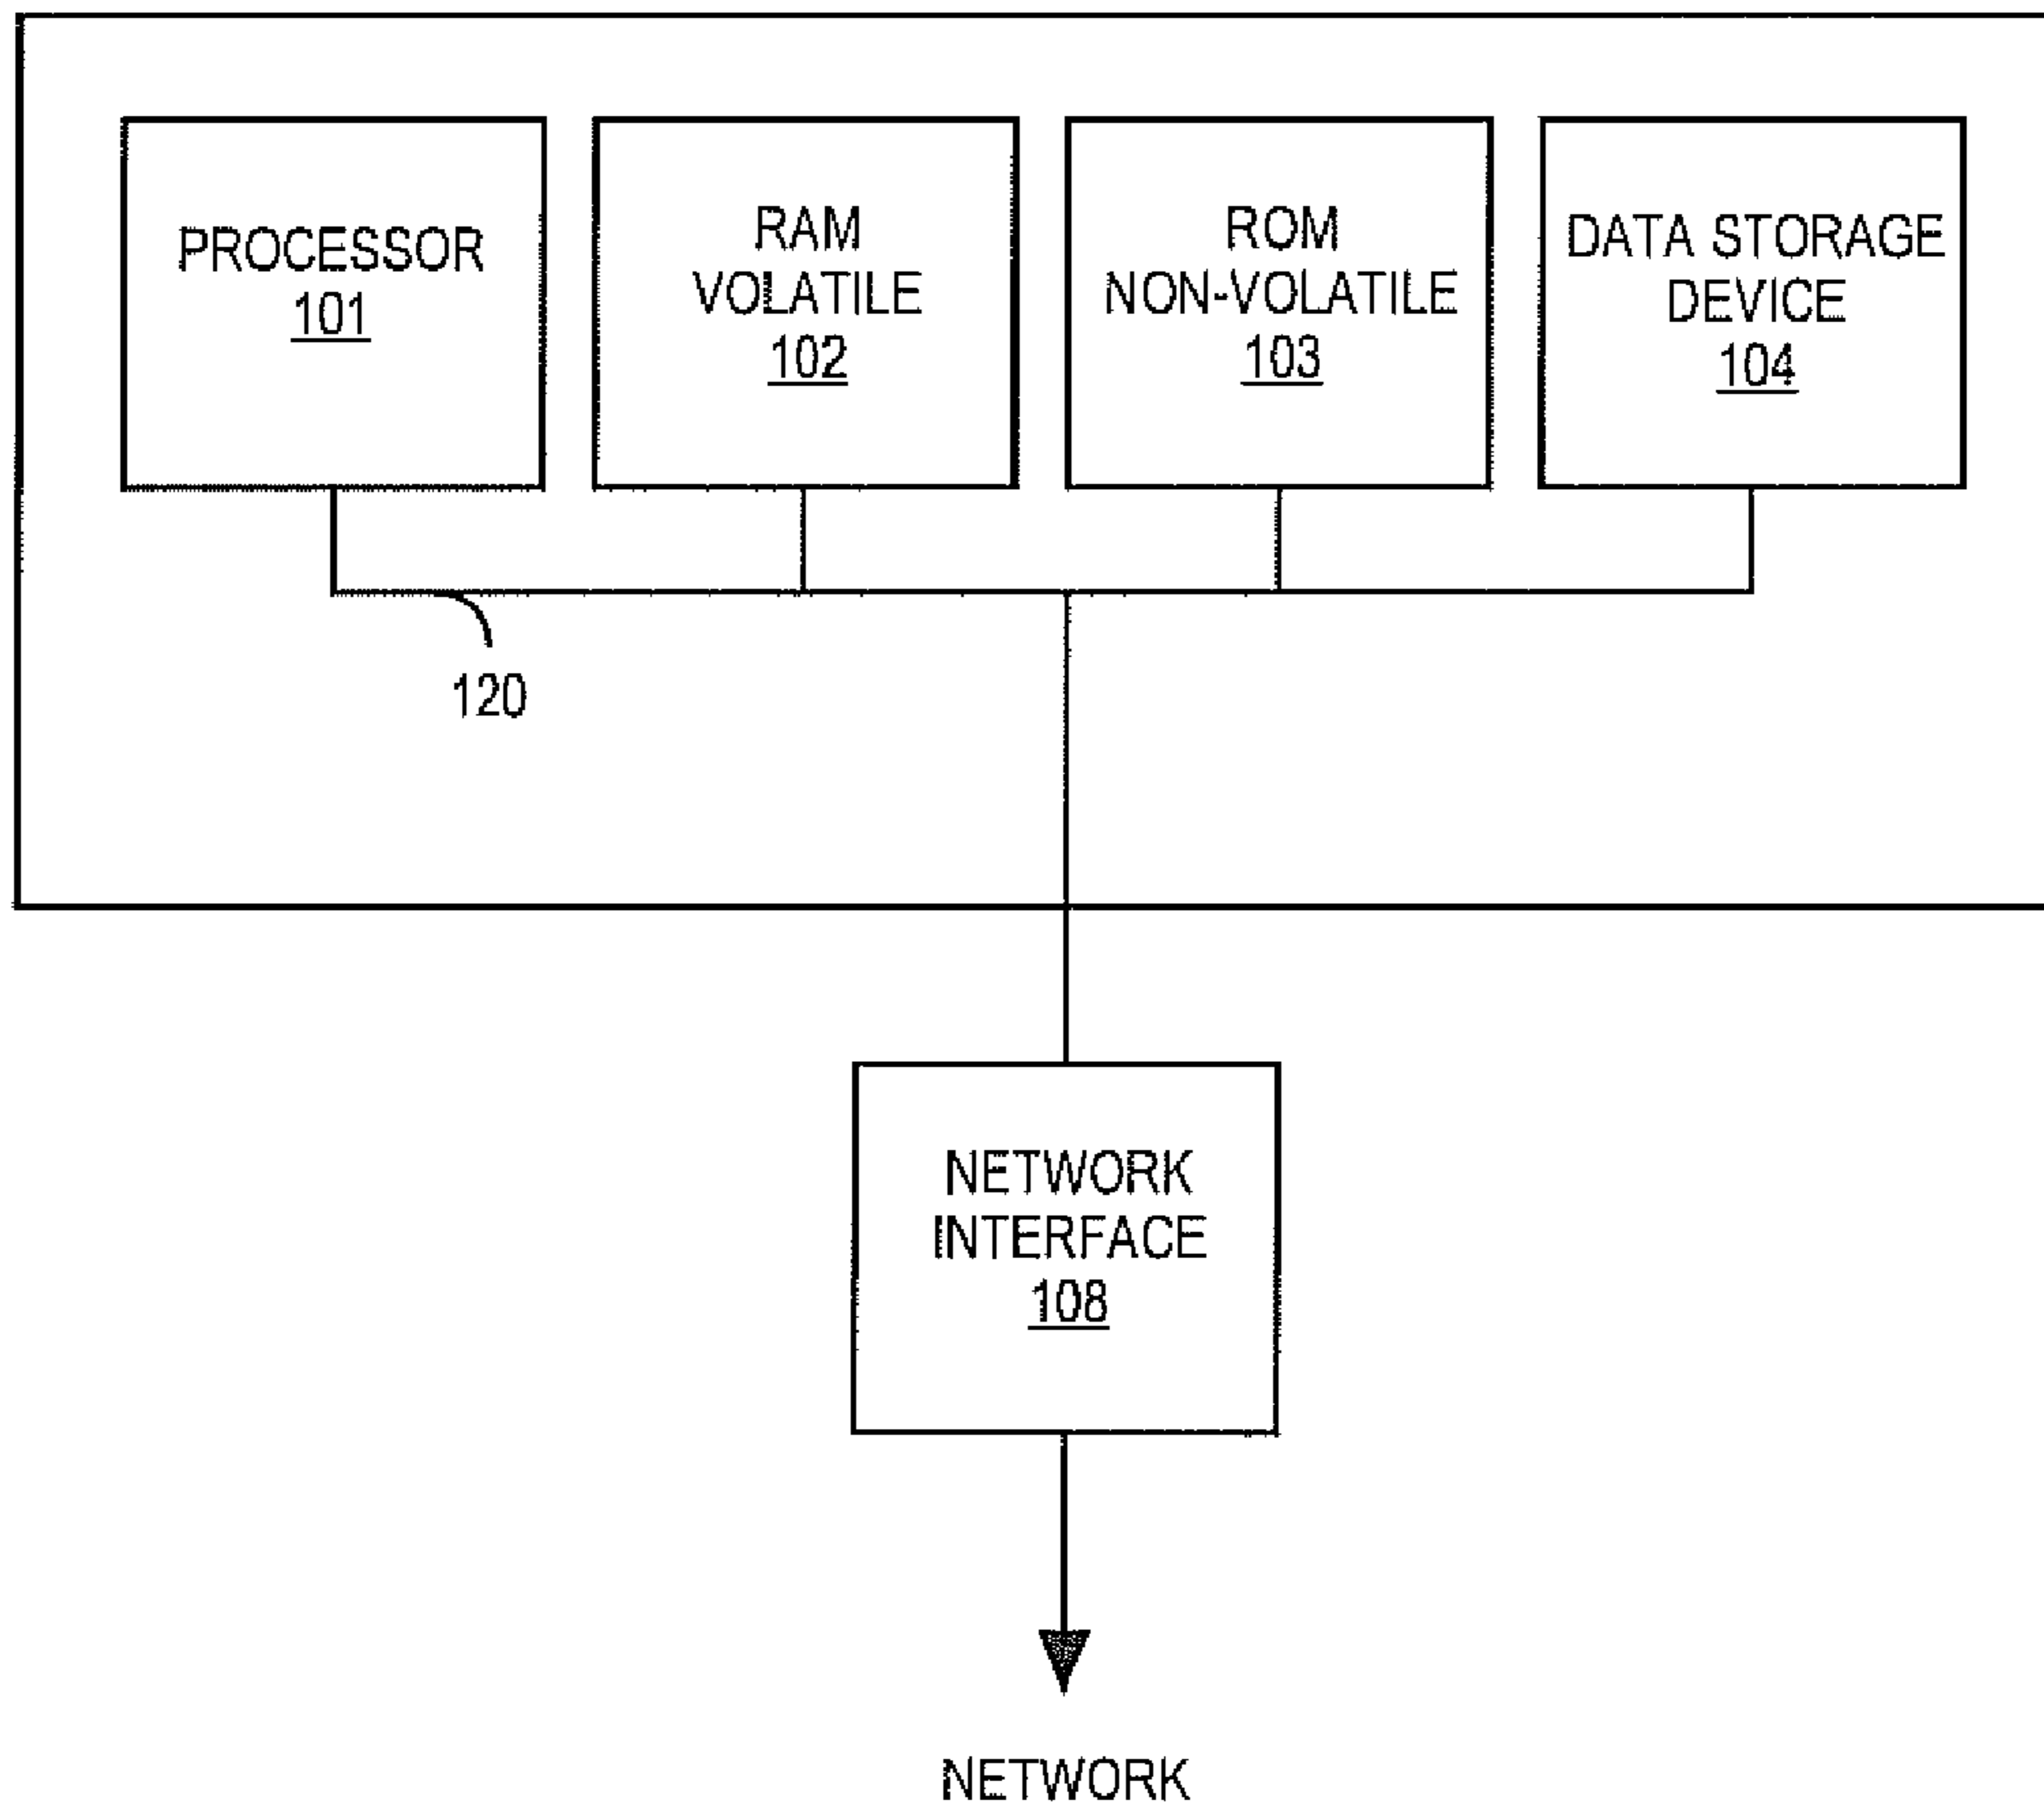 PROCESSOR
101
RAM
VOLATILE
102
ROM
NON-VOLATILE
103
DATA STORAGE
DEVICE
104
120
NETWORK
INTERFACE
108
NETWORK